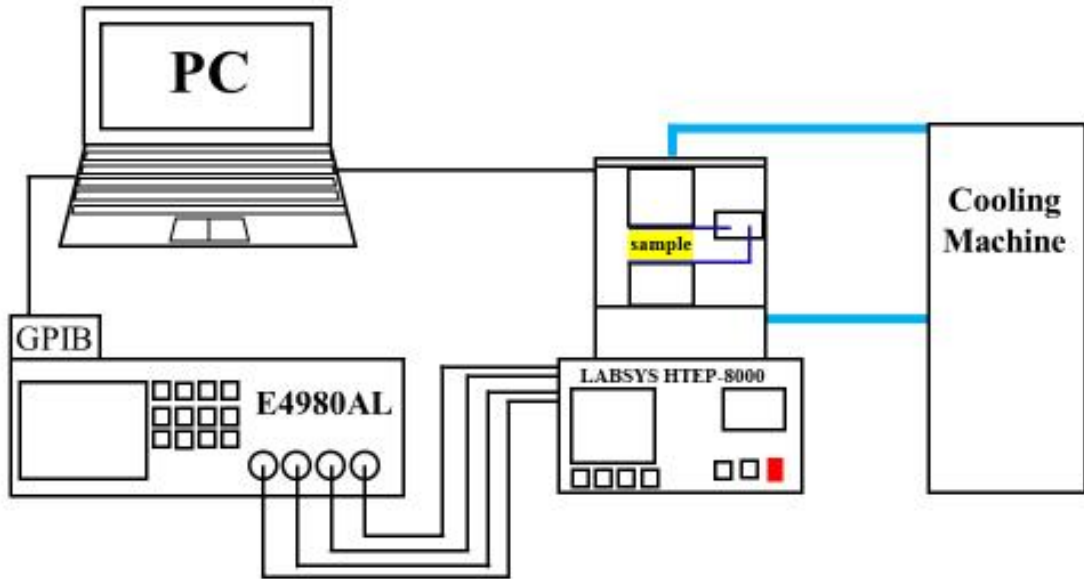 PC
Cooling
Machine
sample
GPIB
E4980AL
LABSYS HTEP-8000